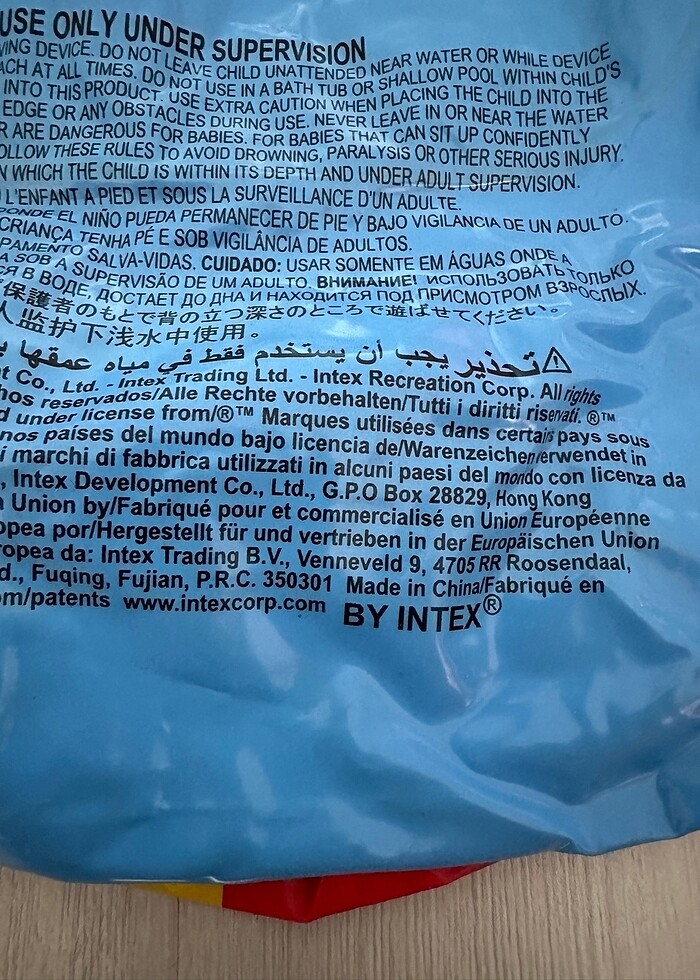 USE ONLY UNDER SUPERVISION
VING DEVICE. DO NOT LEAVE CHILD UNATTENDED NEAR WATER OR WHILE DEVICE
ACH AT ALL TIMES. DO NOT USE IN A BATH TUB OR SHALLOW POOL WITHIN CHILD'S
INTO THIS PRODUCT. USE EXTRA CAUTION WHEN PLACING THE CHILD INTO THE
EDGE OR ANY OBSTACLES DURING USE. NEVER LEAVE IN OR NEAR THE WATER
R ARE DANGEROUS FOR BABIES. FOR BABIES THAT CAN SIT UP CONFIDENTLY
OLLOW THESE RULES TO AVOID DROWNING, PARALYSIS OR OTHER SERIOUS INJURY.
N WHICH THE CHILD IS WITHIN ITS DEPTH AND UNDER ADULT SUPERVISION.
L'ENFANT A PIED ET SOUS LA SURVEILLANCE D'UN ADULTE.
DONDE EL NIÑO PUEDA PERMANECER DE PIE Y BAJO VIGILANCIA DE UN ADULTO.
CRIANÇA TENHA PÉ E SOB VIGILÂNCIA DE ADULTOS.
PAMENTO SALVA-VIDAS. CUIDADO: USAR SOMENTE EM ÁGUAS ONDE A
A SOB A SUPERVISÃO DE UM ADULTO. ВНИМАНИЕ! ИСПОЛЬЗОВАТЬ ТОЛЬКО
СЯ В ВОДЕ, ДОСТАЕТ ДО ДНА И НАХОДИТСЯ ПОД ПРИСМОТРОМ ВЗРОСЛЫХ.
保護者のもとで背の立つ深さのところで遊ばせてください。
人监护下浅水中使用。
تحذير يجب أن يستخدم فقط في مياه عمقها
t Co., Ltd. - Intex Trading Ltd. - Intex Recreation Corp. All rights
hos reservados/Alle Rechte vorbehalten/Tutti i diritti riservati. ®™
d under license from/®™ Marques utilisées dans certains pays sous
nos países del mundo bajo licencia de/Warenzeichen verwendet in
i marchi di fabbrica utilizzati in alcuni paesi del mondo con licenza da
, Intex Development Co., Ltd., G.P.O Box 28829, Hong Kong
n Union by/Fabriqué pour et commercialisé en Union Européenne
opea por/Hergestellt für und vertrieben in der Europäischen Union
ropea da: Intex Trading B.V., Venneveld 9, 4705 RR Roosendaal,
d., Fuqing, Fujian, P.R.C. 350301 Made in China/Fabriqué en
om/patents www.intexcorp.com BY INTEX®